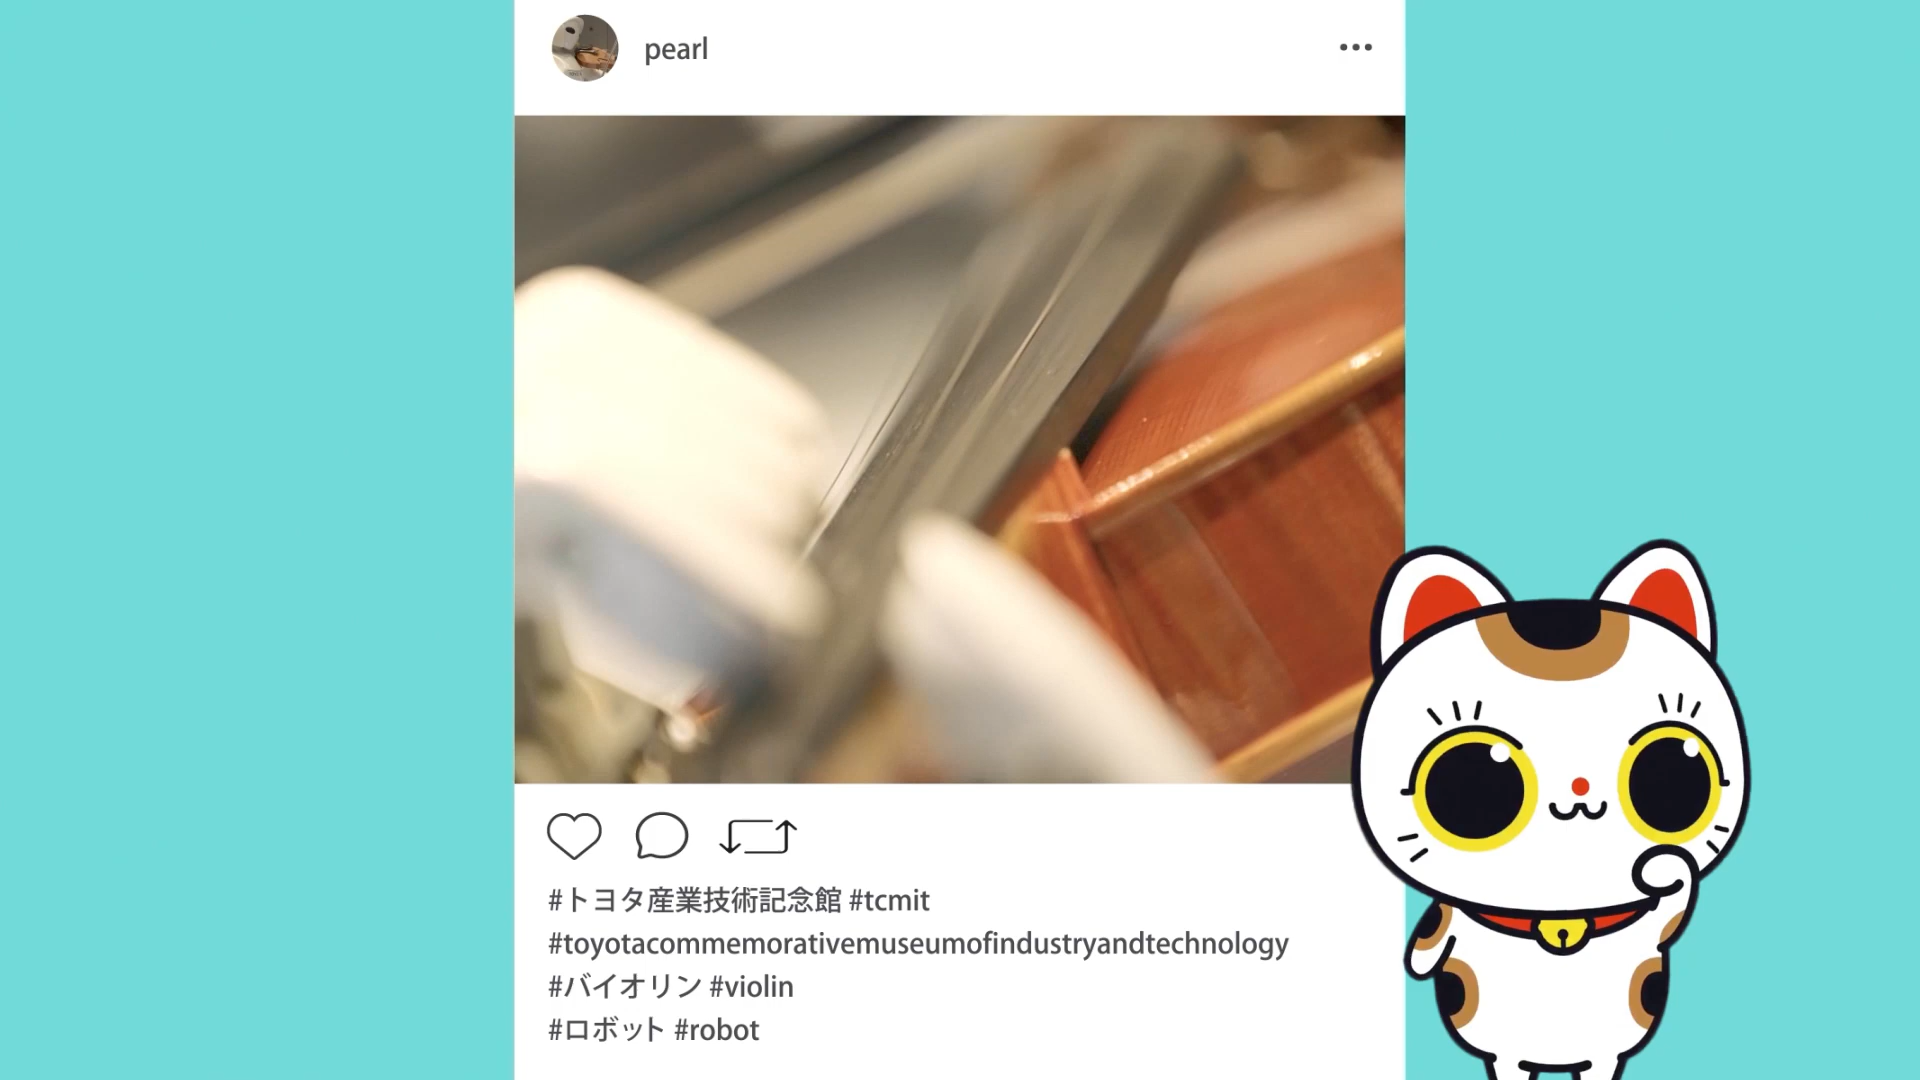 pearl
#トヨタ産業技術記念館 #tcmit
#toyotacommemorativemuseumofindustryandtechnology
#バイオリン #violin
#ロボット #robot